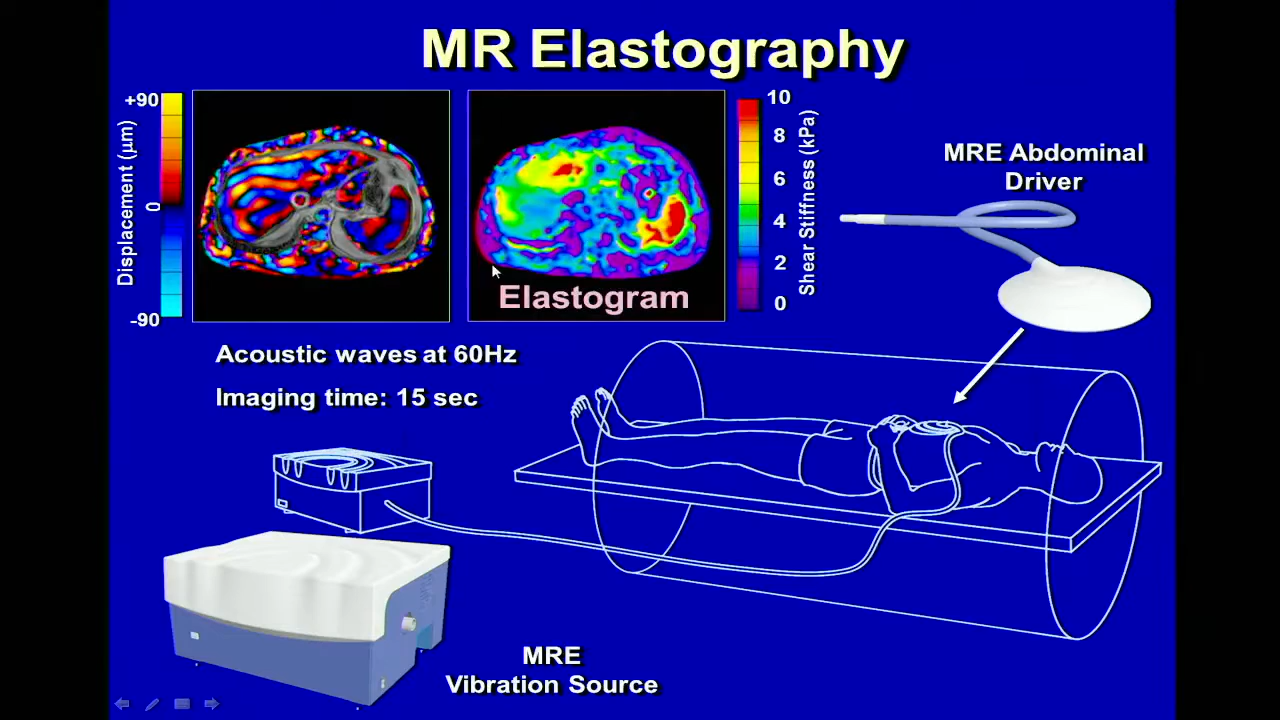 MR Elastography
+90
0
-90
Displacement (μm)
Elastogram
10
8
6
4
2
0
Shear Stiffness (kPa)
MRE Abdominal
Driver
Acoustic waves at 60Hz
Imaging time: 15 sec
MRE
Vibration Source